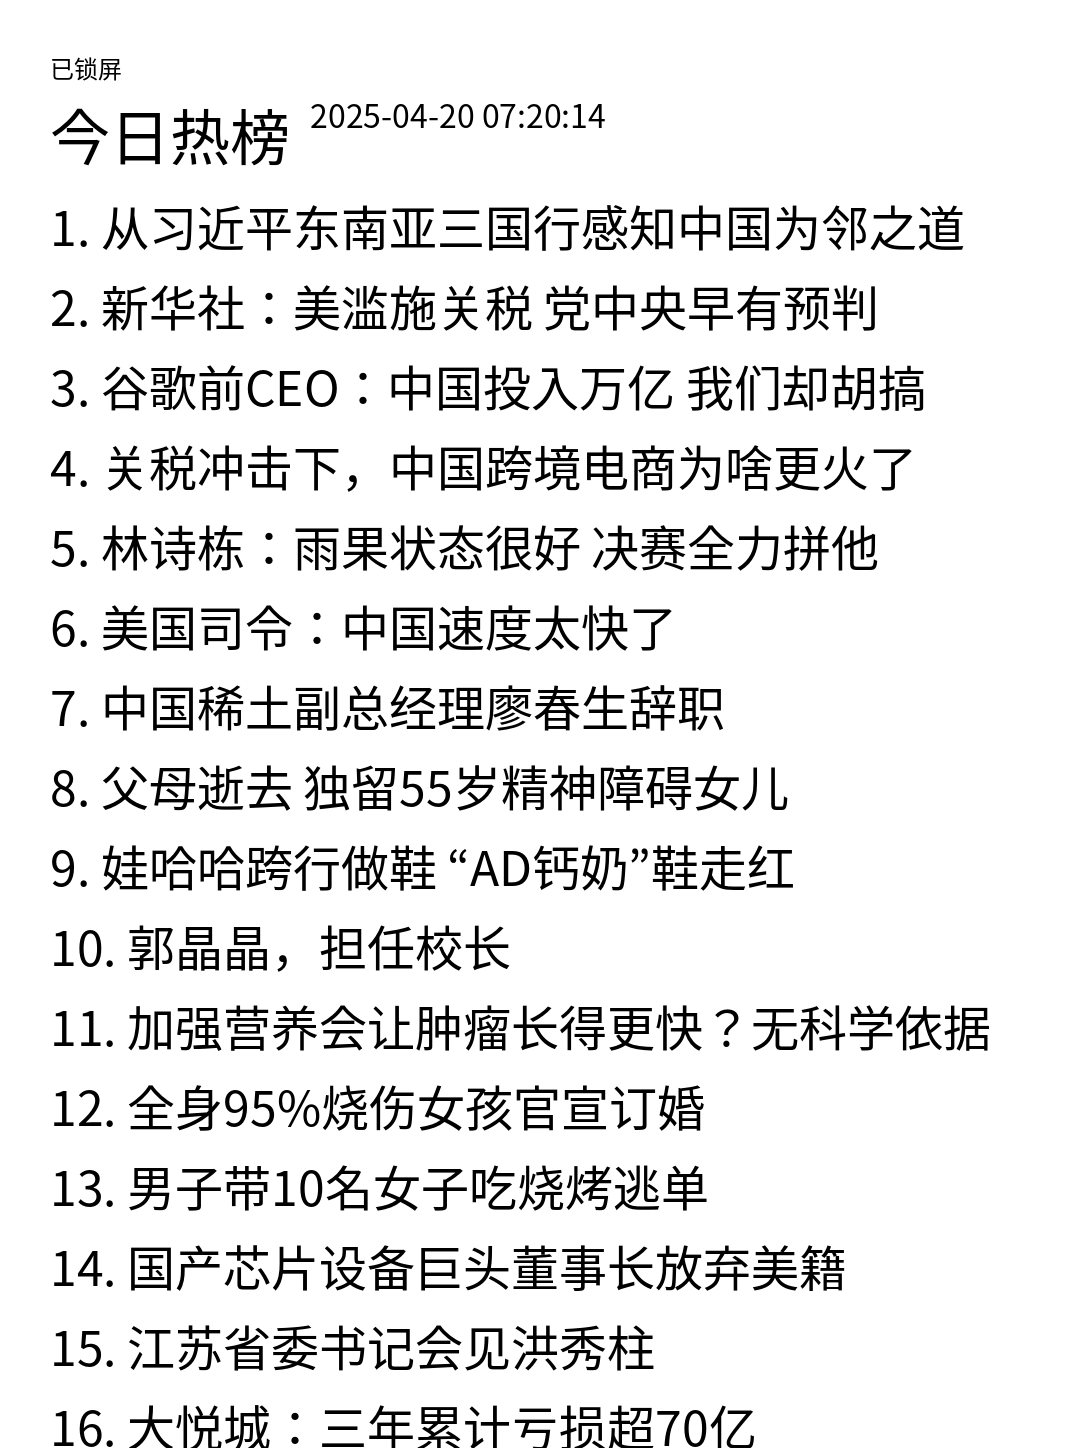 已锁屏
今日热榜 2025-04-20 07:20:14
1. 从习近平东南亚三国行感知中国为邻之道
2. 新华社：美滥施关税 党中央早有预判
3. 谷歌前CEO：中国投入万亿 我们却胡搞
4. 关税冲击下，中国跨境电商为啥更火了
5. 林诗栋：雨果状态很好 决赛全力拼他
6. 美国司令：中国速度太快了
7. 中国稀土副总经理廖春生辞职
8. 父母逝去 独留55岁精神障碍女儿
9. 娃哈哈跨行做鞋 “AD钙奶”鞋走红
10. 郭晶晶，担任校长
11. 加强营养会让肿瘤长得更快？无科学依据
12. 全身95%烧伤女孩官宣订婚
13. 男子带10名女子吃烧烤逃单
14. 国产芯片设备巨头董事长放弃美籍
15. 江苏省委书记会见洪秀柱
16. 大悦城：三年累计亏损超70亿